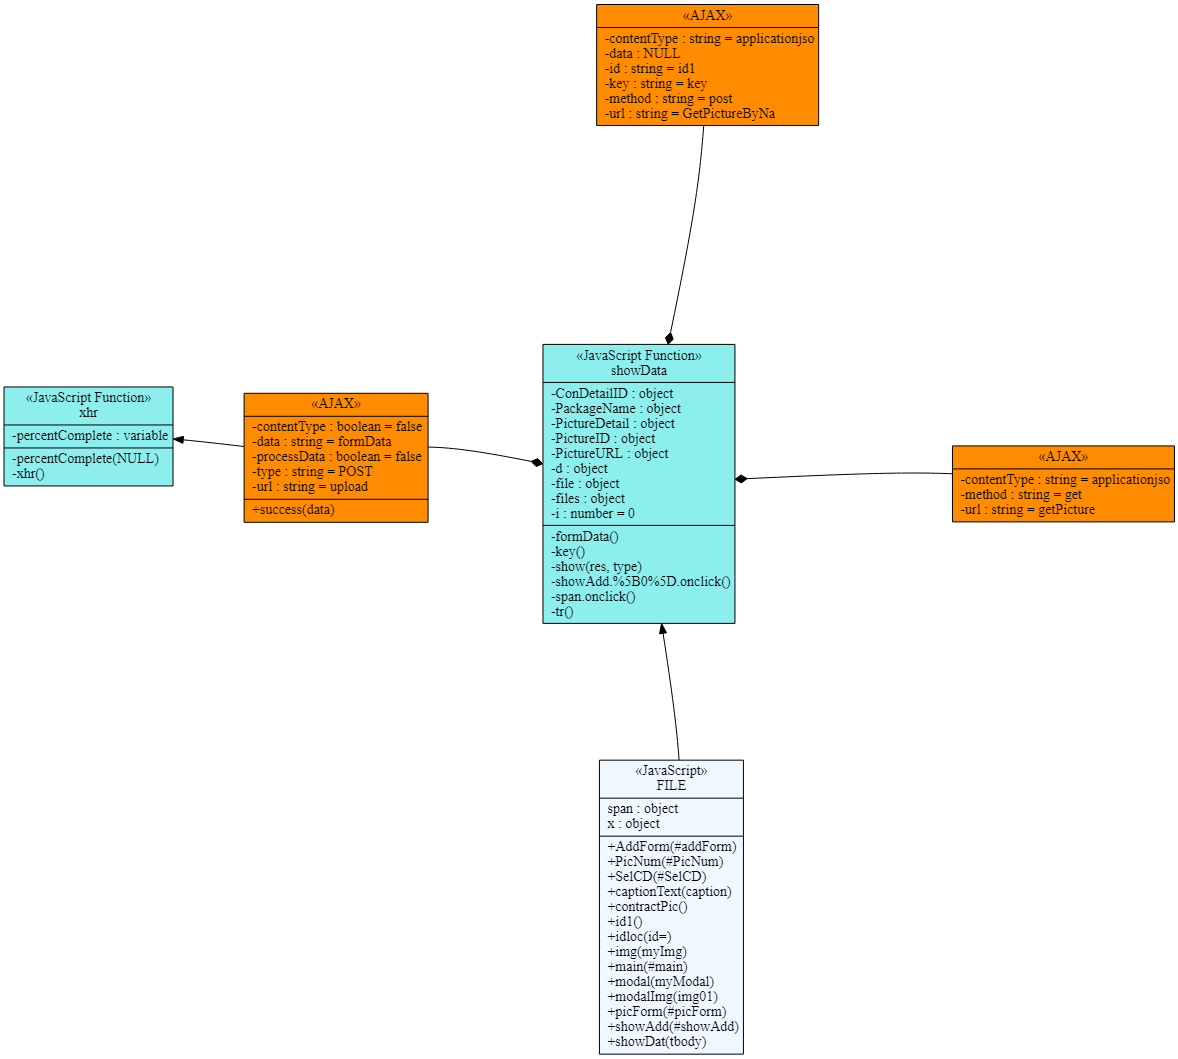 «AJAX»
-contentType : string = applicationjso
-data : NULL
-id : string = id1
-key : string = key
-method : string = post
-url : string = GetPictureByNa
«JavaScript Function»
showData
-ConDetailID : object
-PackageName : object
-PictureDetail : object
-PictureID : object
-PictureURL : object
-d : object
-file : object
-files : object
-i : number = 0
-formData()
-key()
-show(res, type)
-showAdd.%5B0%5D.onclick()
-span.onclick()
-tr()
«JavaScript Function»
xhr
-percentComplete : variable
-percentComplete(NULL)
-xhr()
«AJAX»
-contentType : boolean = false
-data : string = formData
-processData : boolean = false
-type : string = POST
-url : string = upload
+success(data)
«AJAX»
-contentType : string = applicationjso
-method : string = get
-url : string = getPicture
«JavaScript»
FILE
span : object
x : object
+AddForm(#addForm)
+PicNum(#PicNum)
+SelCD(#SelCD)
+captionText(caption)
+contractPic()
+id1()
+idloc(id=)
+img(myImg)
+main(#main)
+modal(myModal)
+modalImg(img01)
+picForm(#picForm)
+showAdd(#showAdd)
+showDat(tbody)